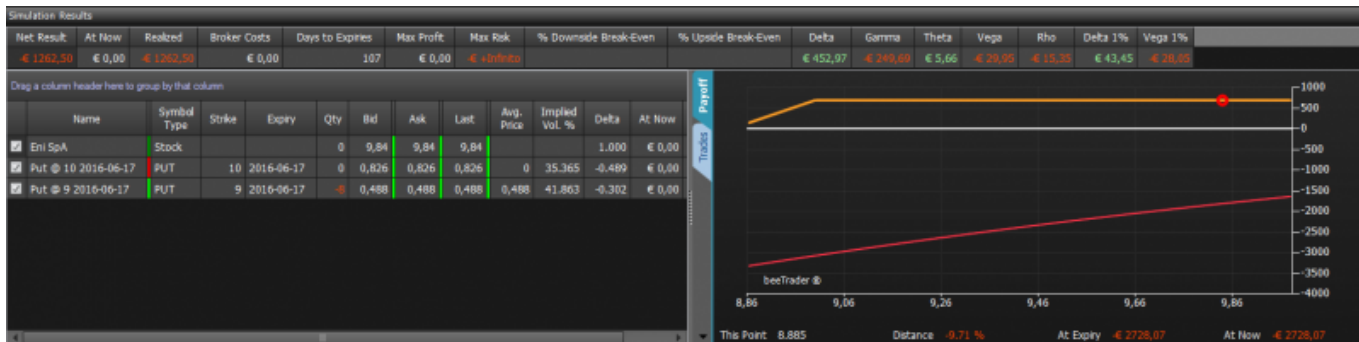 Simulation Results
Net Result At Now Realized Broker Costs Days to Expiries Max Profit Max Risk % Downside Break-Even % Upside Break-Even Delta Gamma Theta Vega Rho Delta 1% Vega 1%
-€ 1262,50 € 0,00 -€ 1262,50 € 0,00 107 € 0,00 -€ +Infinito € 452,97 -€ 249,69 € 5,66 -€ 29,95 -€ 15,35 € 43,45 -€ 28,05
Drag a column header here to group by that column
Name Symbol Type Strike Expiry Qty Bid Ask Last Avg. Price Implied Vol. % Delta At Now
Eni SpA Stock 0 9,84 9,84 9,84 1.000 € 0,00
Put @ 10 2016-06-17 PUT 10 2016-06-17 0 0,826 0,826 0,826 0 35.365 -0.489 € 0,00
Put @ 9 2016-06-17 PUT 9 2016-06-17 0,488 0,488 0,488 0,488 41.863 -0.302 € 0,00
Payoff
Trades
1000
500
0
-500
-1000
-1500
-2000
-2500
-3000
-3500
-4000
beeTrader ®
8,86 9,06 9,26 9,46 9,66 9,86
This Point 8.885 Distance -9.71 % At Expiry -€ 2728,07 At Now -€ 2728,07